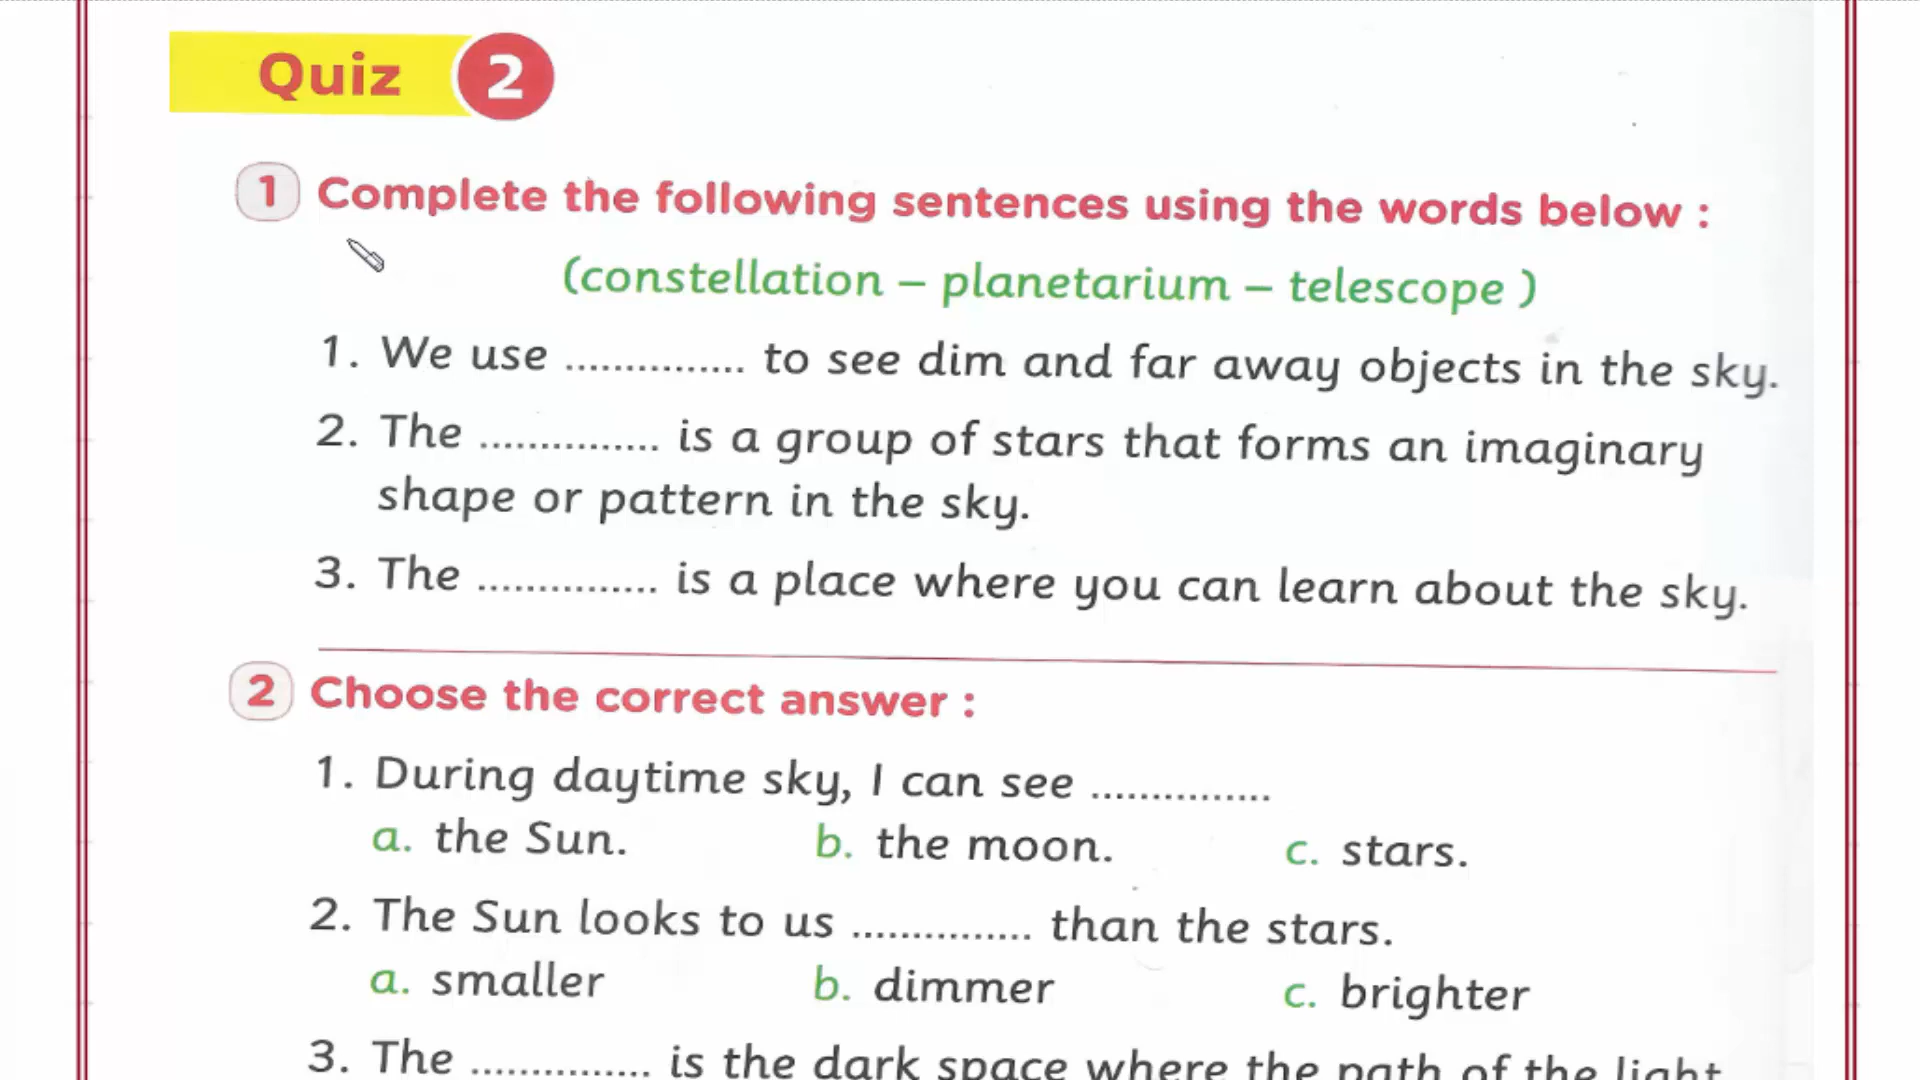 Quiz 2
1 Complete the following sentences using the words below :
(constellation – planetarium – telescope )
1. We use ............... to see dim and far away objects in the sky.
2. The ............... is a group of stars that forms an imaginary
shape or pattern in the sky.
3. The ............... is a place where you can learn about the sky.
2 Choose the correct answer :
1. During daytime sky, I can see ...............
a. the Sun. b. the moon. c. stars.
2. The Sun looks to us ............... than the stars.
a. smaller b. dimmer c. brighter
3. The ............... is the dark space where the path of the light